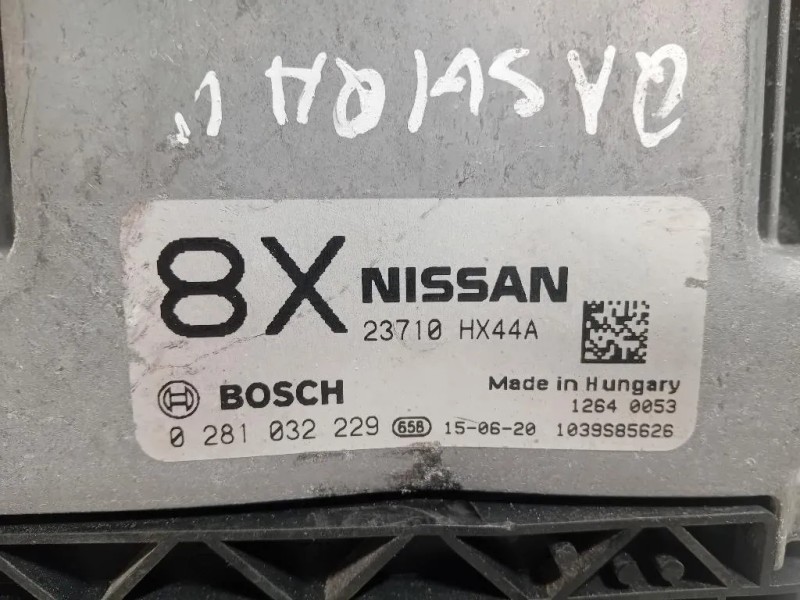 8X NISSAN
23710 HX44A
BOSCH Made in Hungary
1264 0053
0 281 032 229 658 15-06-20 1039S85626